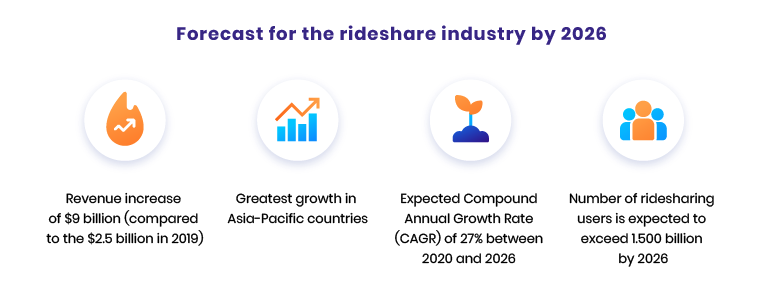 Forecast for the rideshare industry by 2026
Revenue increase
of $9 billion (compared
to the $2.5 billion in 2019)
Greatest growth in
Asia-Pacific countries
Expected Compound
Annual Growth Rate
(CAGR) of 27% between
2020 and 2026
Number of ridesharing
users is expected to
exceed 1.500 billion
by 2026